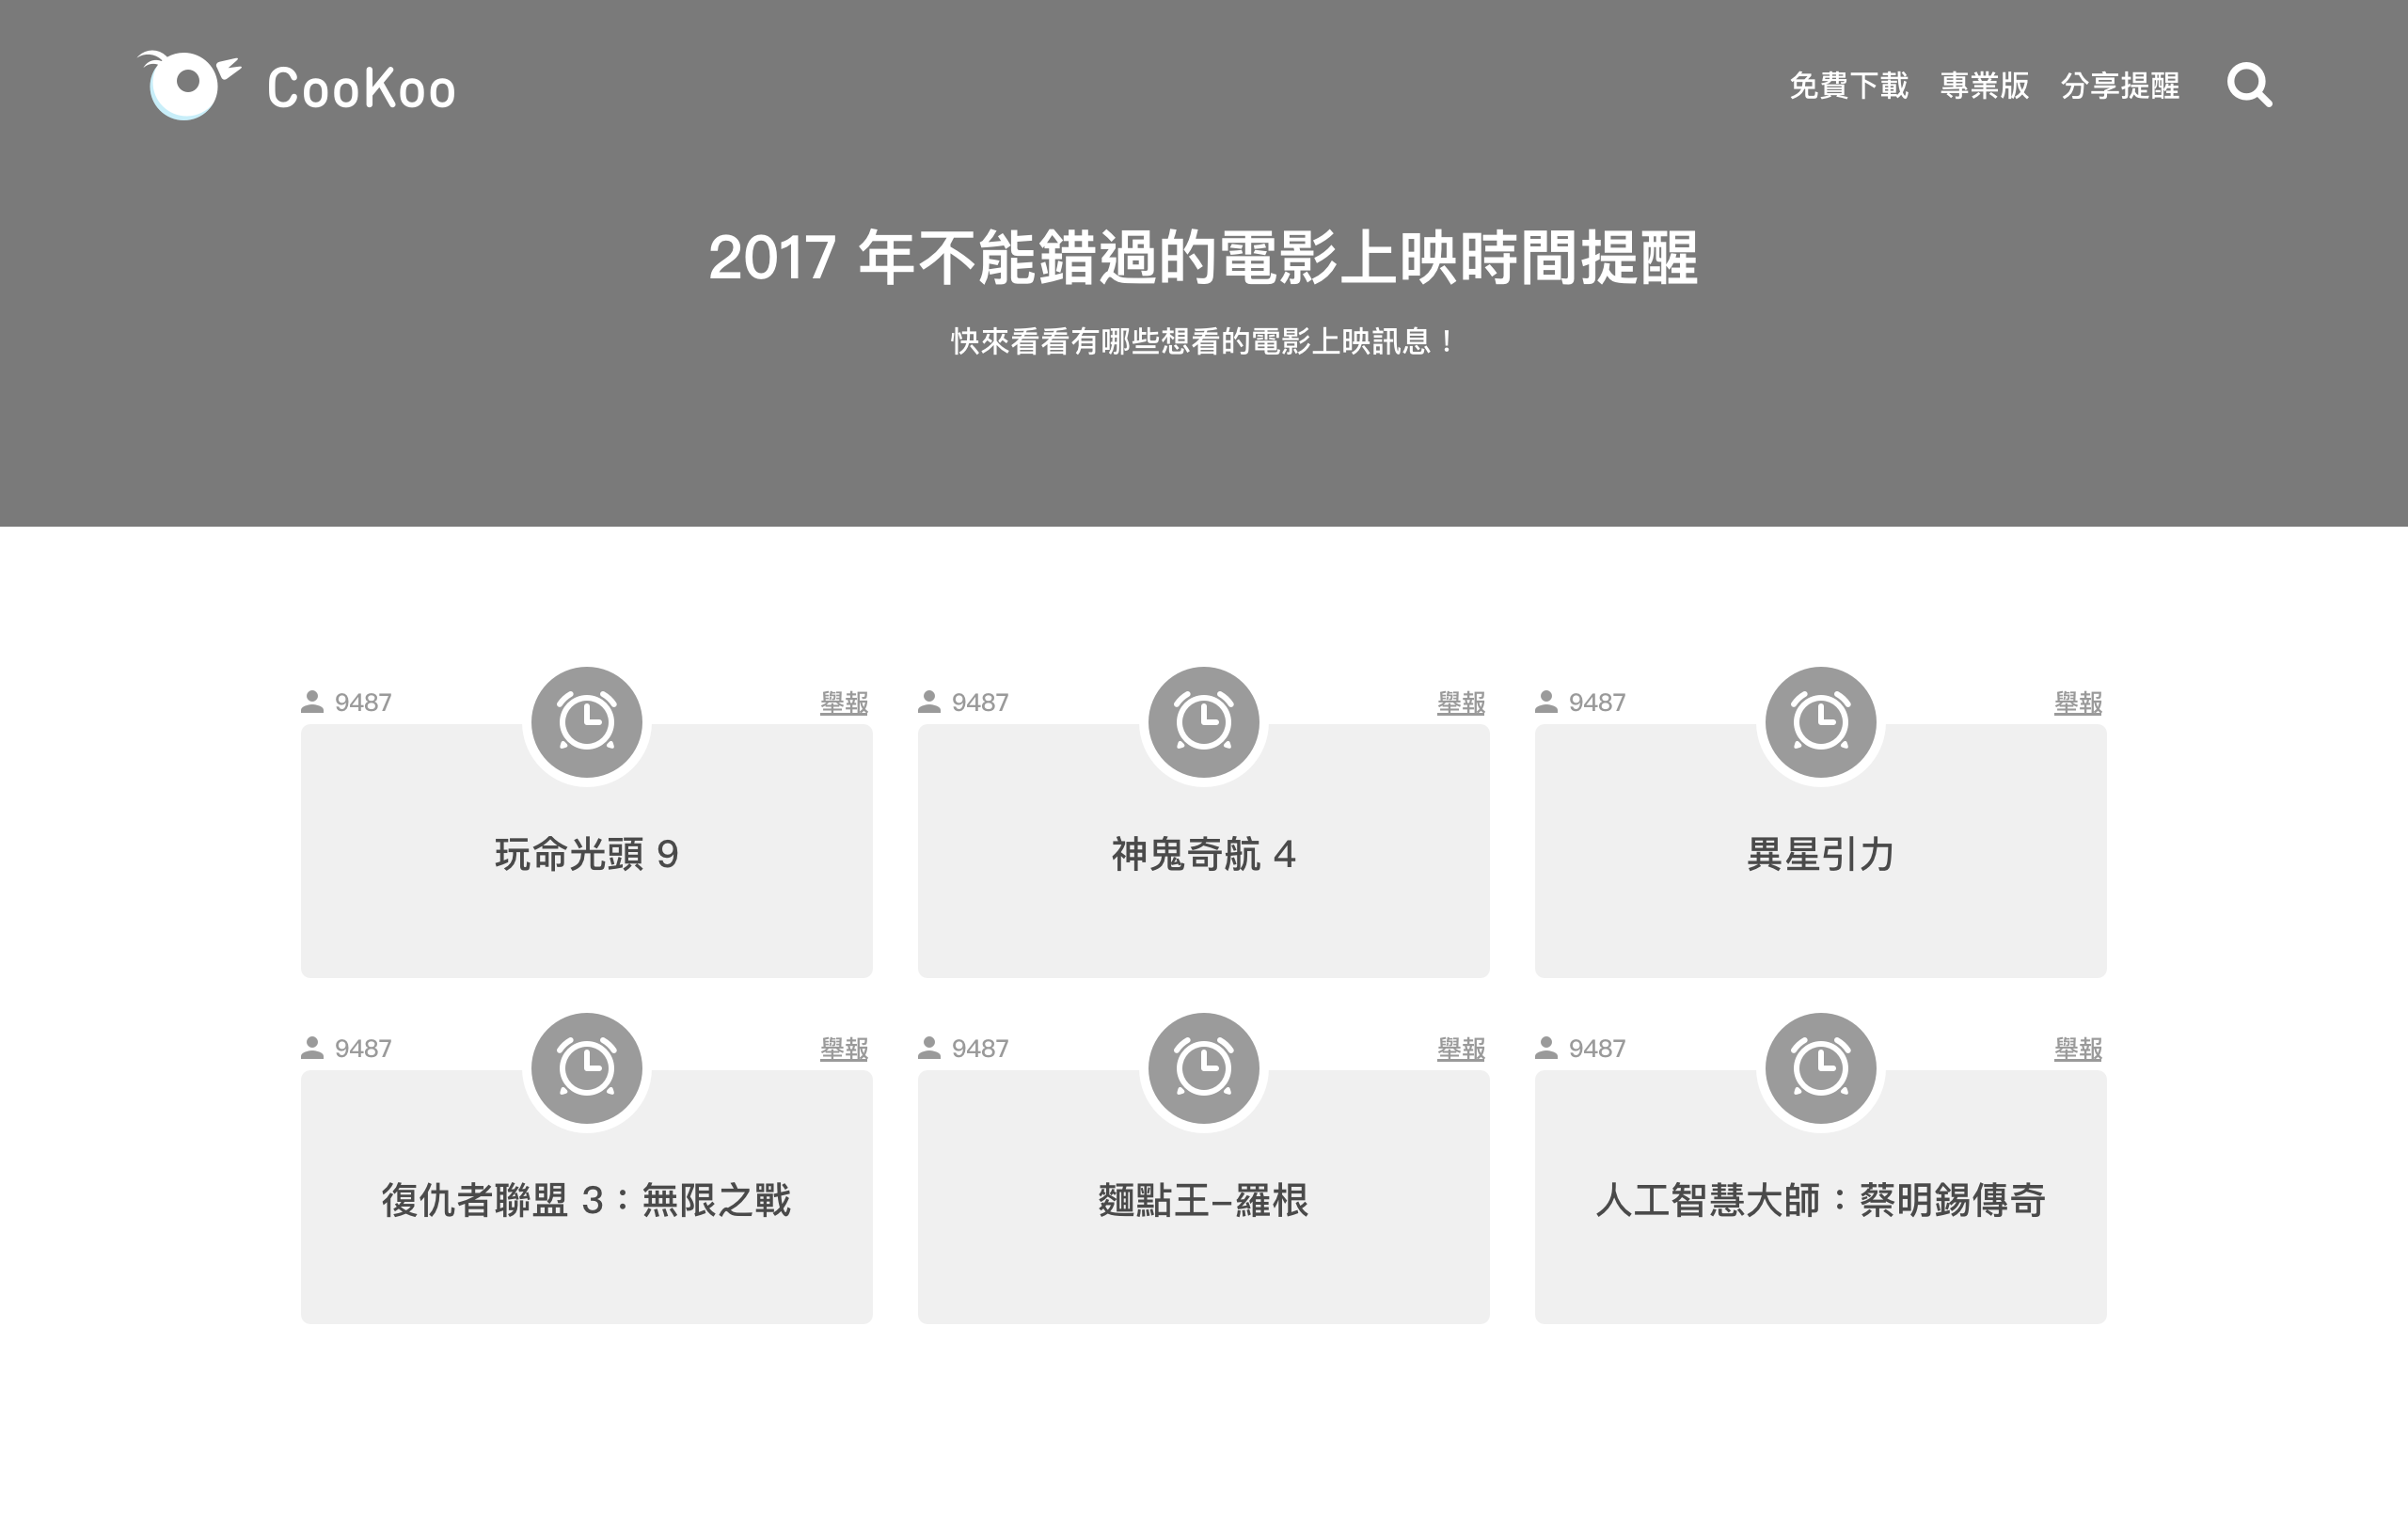 CooKoo
免費下載 專業版 分享提醒
2017 年不能錯過的電影上映時間提醒
快來看看有哪些想看的電影上映訊息！
9487 舉報
玩命光頭 9
9487 舉報
神鬼奇航 4
9487 舉報
昊星引力
9487 舉報
復仇者聯盟 3：無限之戰
9487 舉報
麵點王-羅根
9487 舉報
人工智慧大師：蔡明錫傳奇